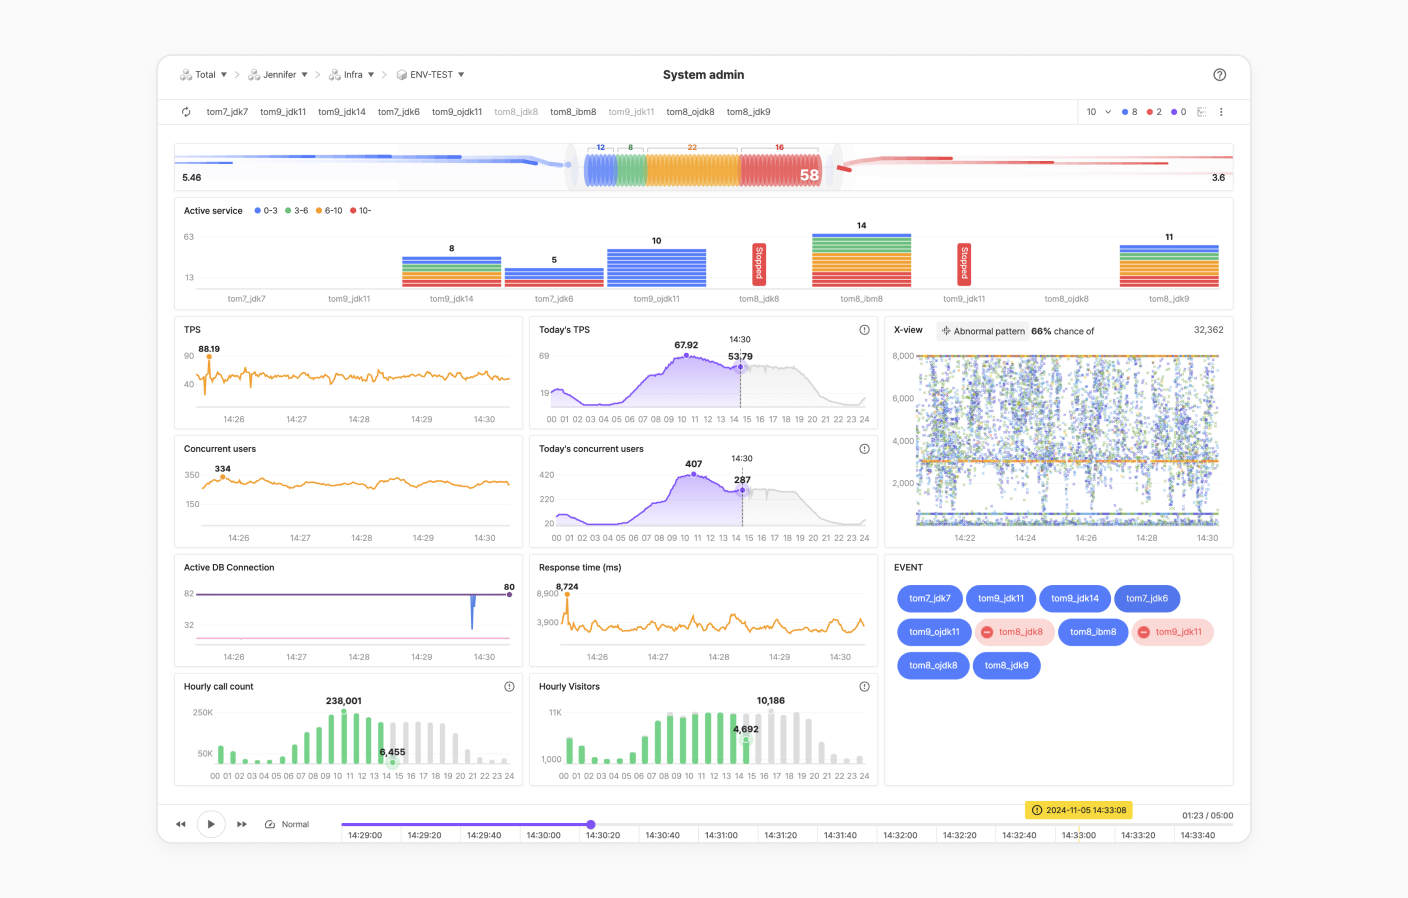 Total Jennifer Infra ENV-TEST
System admin
tom7_jdk7 tom9_jdk11 tom9_jdk14 tom7_jdk6 tom9_ojdk11 tom8_jdk8 tom8_ibm8 tom9_jdk11 tom8_ojdk8 tom8_jdk9
10 8 2 0
12 8 22 16
5.46 58 3.6
Active service 0-3 3-6 6-10 10-
63
13
8 5 10 14 11
Stopped Stopped
tom7_jdk7 tom9_jdk11 tom9_jdk14 tom7_jdk6 tom9_ojdk11 tom8_jdk8 tom8_ibm8 tom9_jdk11 tom8_ojdk8 tom8_jdk9
TPS
88.19
90
40
14:26 14:27 14:28 14:29 14:30
Today's TPS
14:30
67.92
53.79
69
19
00 01 02 03 04 05 06 07 08 09 10 11 12 13 14 15 16 17 18 19 20 21 22 23 24
X-view Abnormal pattern 66% chance of 32,362
8,000
6,000
4,000
2,000
14:22 14:24 14:26 14:28 14:30
Concurrent users
334
350
150
14:26 14:27 14:28 14:29 14:30
Today's concurrent users
14:30
407
287
420
220
20
00 01 02 03 04 05 06 07 08 09 10 11 12 13 14 15 16 17 18 19 20 21 22 23 24
Active DB Connection
80
82
32
14:26 14:27 14:28 14:29 14:30
Response time (ms)
8,724
8,900
3,900
14:26 14:27 14:28 14:29 14:30
EVENT
tom7_jdk7 tom9_jdk11 tom9_jdk14 tom7_jdk6
tom9_ojdk11 tom8_jdk8 tom8_ibm8 tom9_jdk11
tom8_ojdk8 tom8_jdk9
Hourly call count
238,001
6,455
250K
50K
00 01 02 03 04 05 06 07 08 09 10 11 12 13 14 15 16 17 18 19 20 21 22 23 24
Hourly Visitors
10,186
4,692
11K
1,000
00 01 02 03 04 05 06 07 08 09 10 11 12 13 14 15 16 17 18 19 20 21 22 23 24
2024-11-05 14:33:08
Normal
01:23 / 05:00
14:29:00 14:29:20 14:29:40 14:30:00 14:30:20 14:30:40 14:31:00 14:31:20 14:31:40 14:32:00 14:32:20 14:32:40 14:33:00 14:33:20 14:33:40